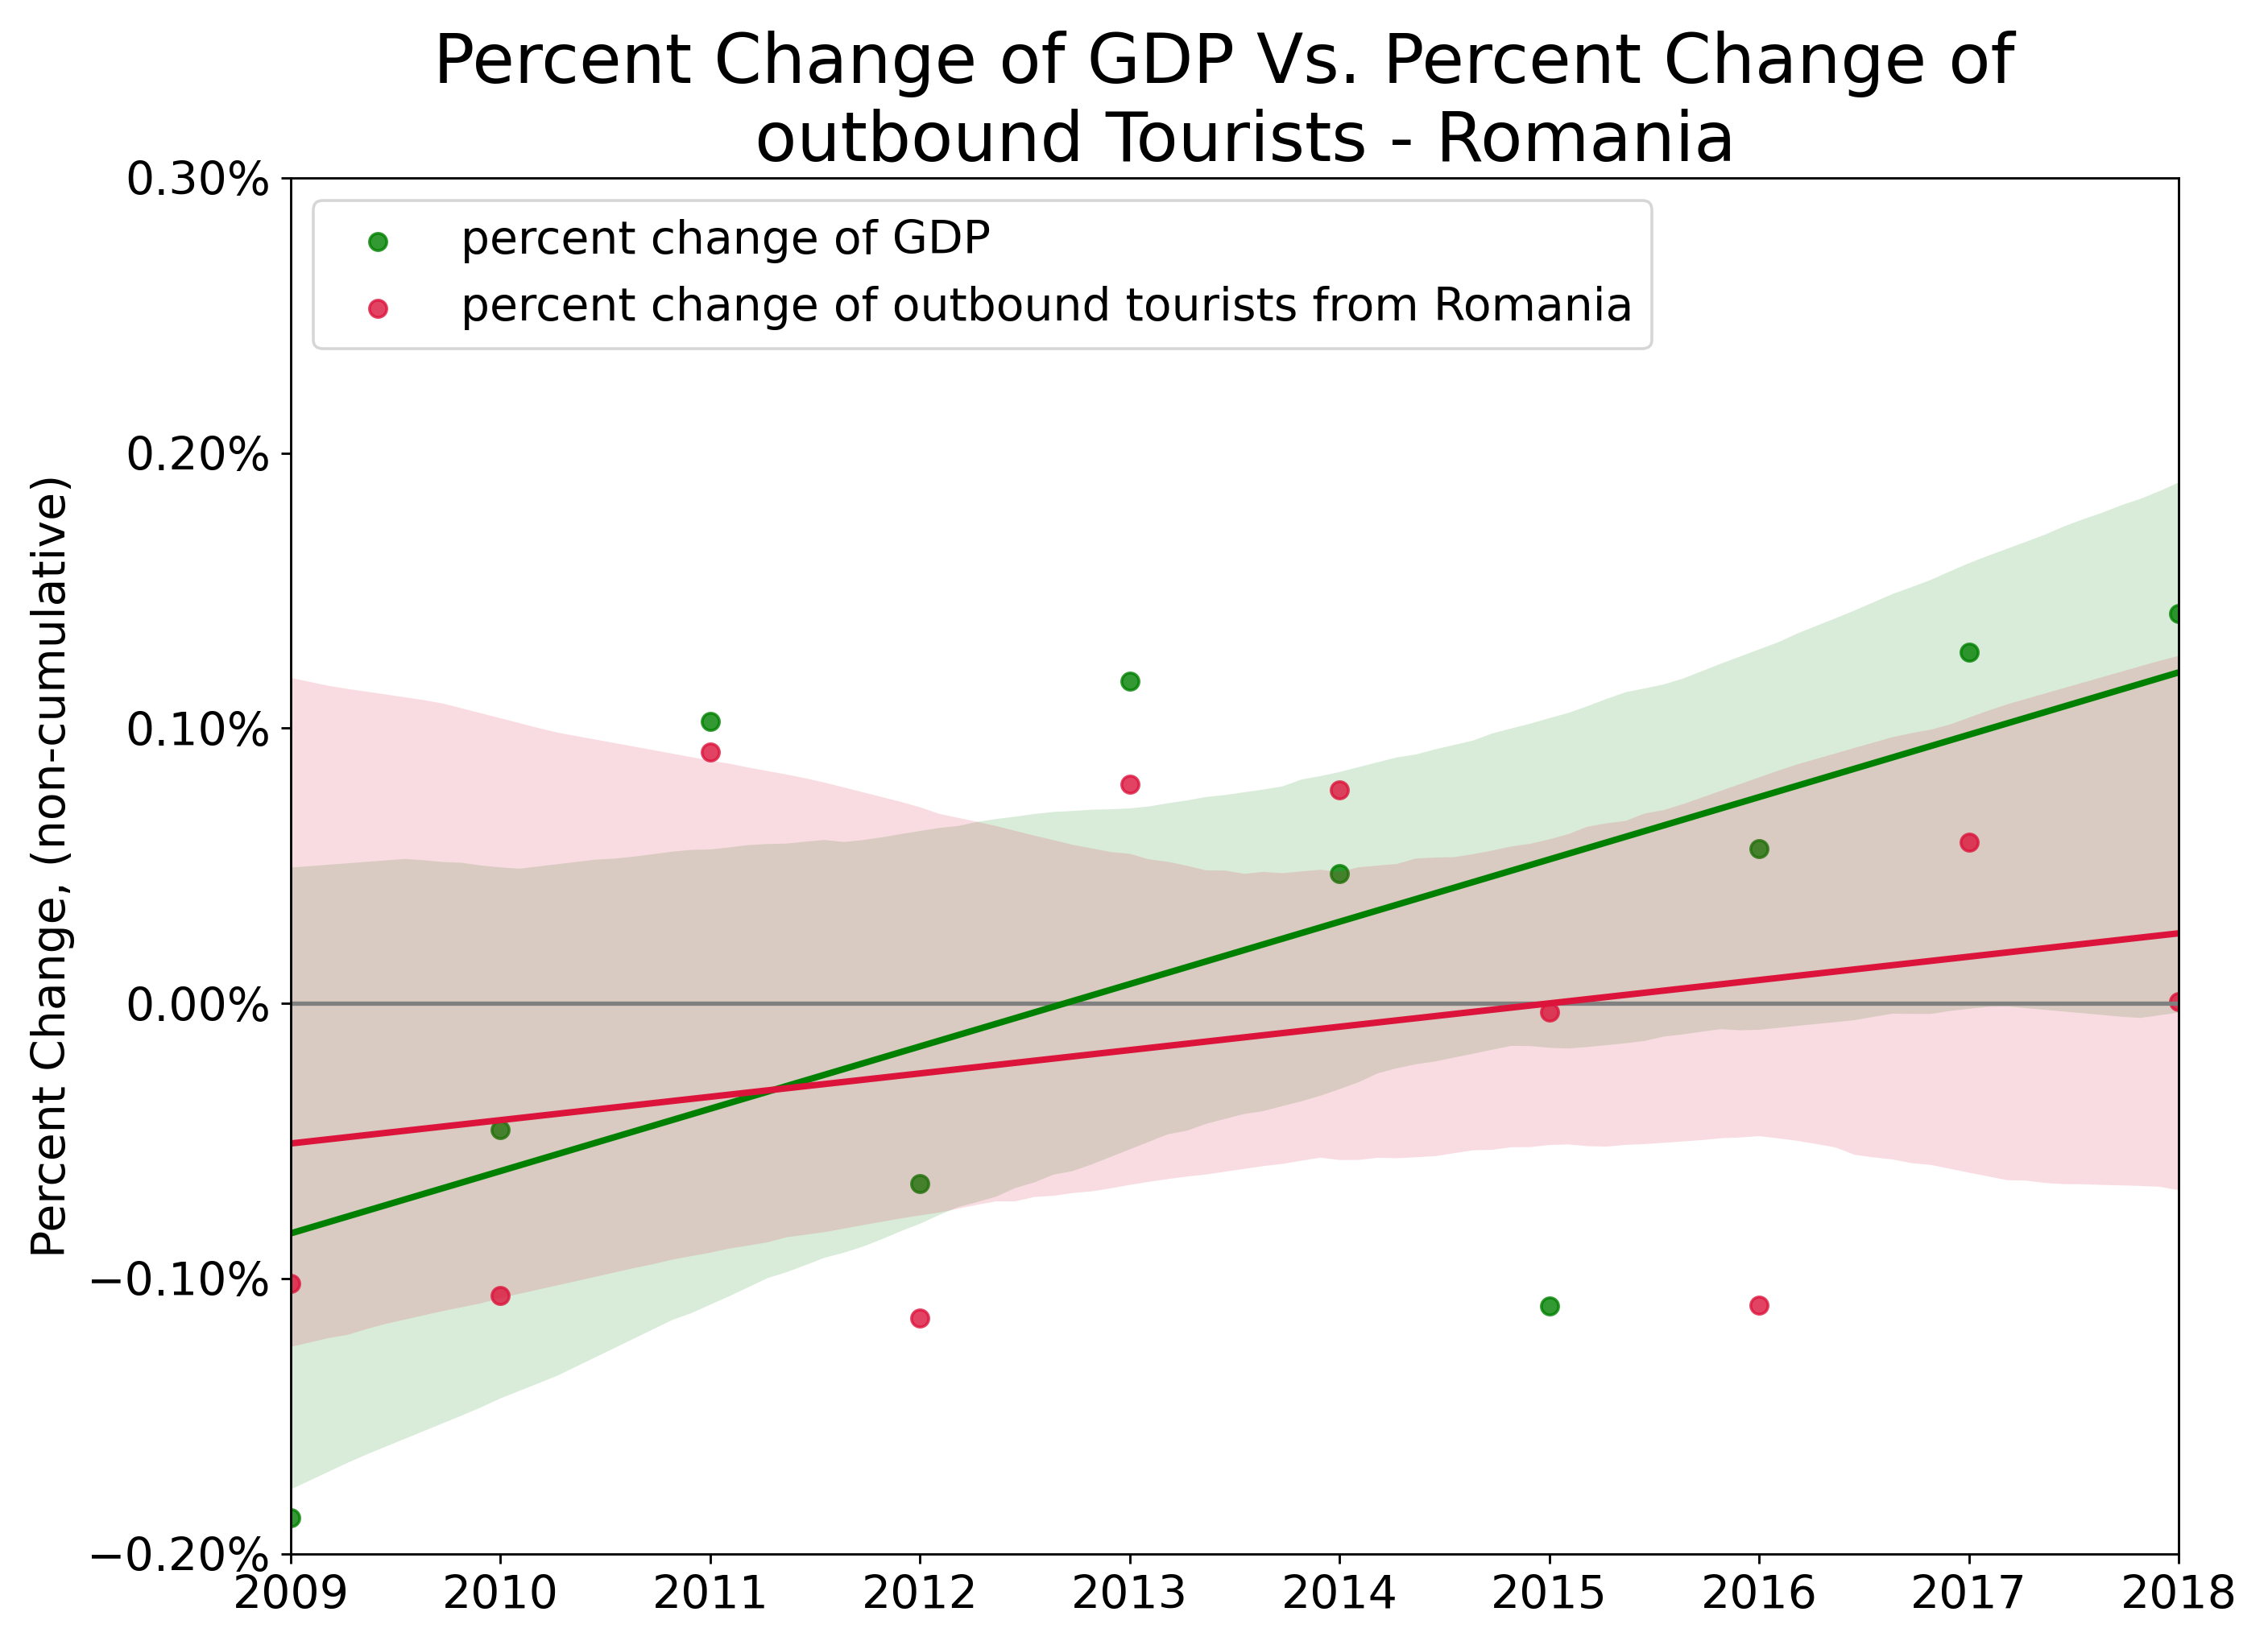 Percent Change of GDP Vs. Percent Change of
outbound Tourists - Romania
percent change of GDP
percent change of outbound tourists from Romania
Percent Change, (non-cumulative)
0.30%
0.20%
0.10%
0.00%
−0.10%
−0.20%
2009 2010 2011 2012 2013 2014 2015 2016 2017 2018